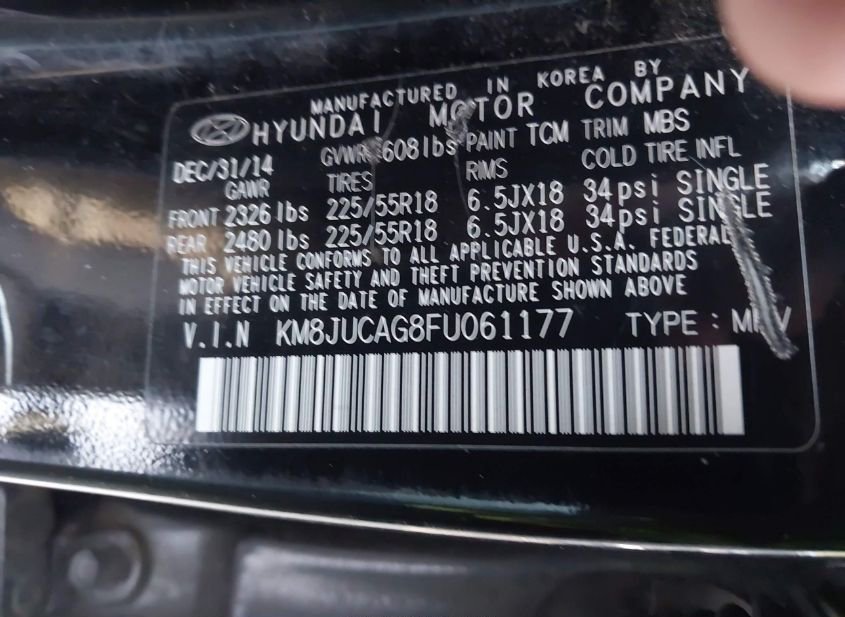 MANUFACTURED IN KOREA BY
HYUNDAI MOTOR COMPANY
DEC/31/14 GVWR 608lbs PAINT TCM TRIM MBS
GAWR TIRES RIMS COLD TIRE INFL
FRONT 2326 lbs 225/55R18 6.5JX18 34psi SINGLE
REAR 2480 lbs 225/55R18 6.5JX18 34psi SINGLE
THIS VEHICLE CONFORMS TO ALL APPLICABLE U.S.A. FEDERAL
MOTOR VEHICLE SAFETY AND THEFT PREVENTION STANDARDS
IN EFFECT ON THE DATE OF MANUFACTURE SHOWN ABOVE
V.I.N KM8JUCAG8FU061177 TYPE : MPV